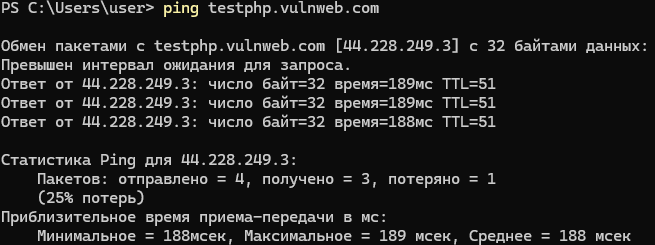 PS C:\Users\user> ping testphp.vulnweb.com
Обмен пакетами с testphp.vulnweb.com [44.228.249.3] с 32 байтами данных:
Превышен интервал ожидания для запроса.
Ответ от 44.228.249.3: число байт=32 время=189мс TTL=51
Ответ от 44.228.249.3: число байт=32 время=189мс TTL=51
Ответ от 44.228.249.3: число байт=32 время=188мс TTL=51
Статистика Ping для 44.228.249.3:
Пакетов: отправлено = 4, получено = 3, потеряно = 1
(25% потерь)
Приблизительное время приема-передачи в мс:
Минимальное = 188мсек, Максимальное = 189 мсек, Среднее = 188 мсек